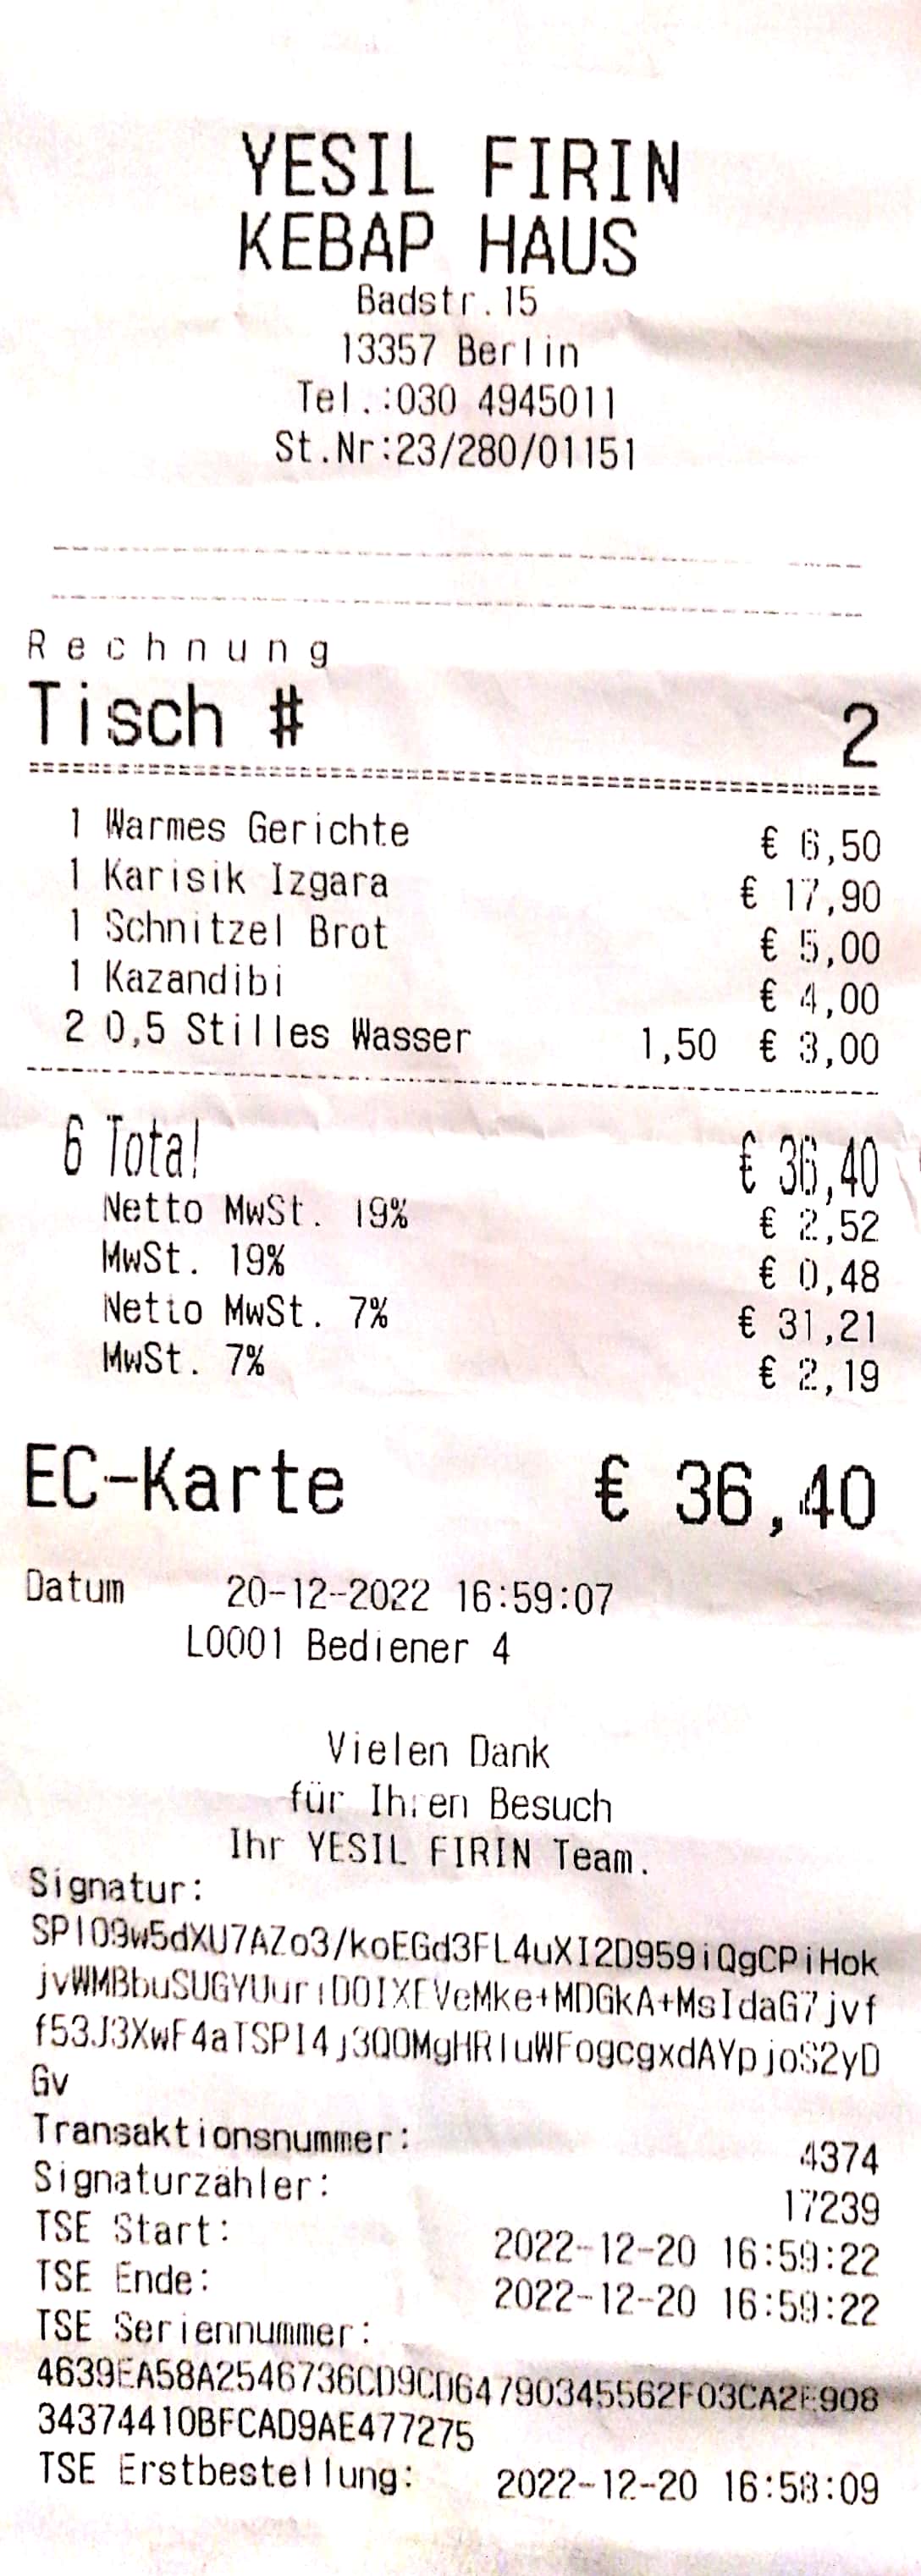 YESIL FIRIN
KEBAP HAUS
Badstr.15
13357 Berlin
Tel.:030 4945011
St.Nr:23/280/01151
Rechnung
Tisch # 2
1 Warmes Gerichte € 6,50
1 Karisik Izgara € 17,90
1 Schnitzel Brot € 5,00
1 Kazandibi € 4,00
2 0,5 Stilles Wasser 1,50 € 3,00
6 Total € 36,40
Netto MwSt. 19% € 2,52
MwSt. 19% € 0,48
Netto MwSt. 7% € 31,21
MwSt. 7% € 2,19
EC-Karte € 36,40
Datum 20-12-2022 16:59:07
L0001 Bediener 4
Vielen Dank
für Ihren Besuch
Ihr YESIL FIRIN Team.
Signatur:
Gv
Transaktionsnummer: 4374
Signaturzähler: 17239
TSE Start: 2022-12-20 16:59:22
TSE Ende: 2022-12-20 16:59:22
TSE Seriennummer:
34374410BFCAD9AE477275
TSE Erstbestellung: 2022-12-20 16:58:09